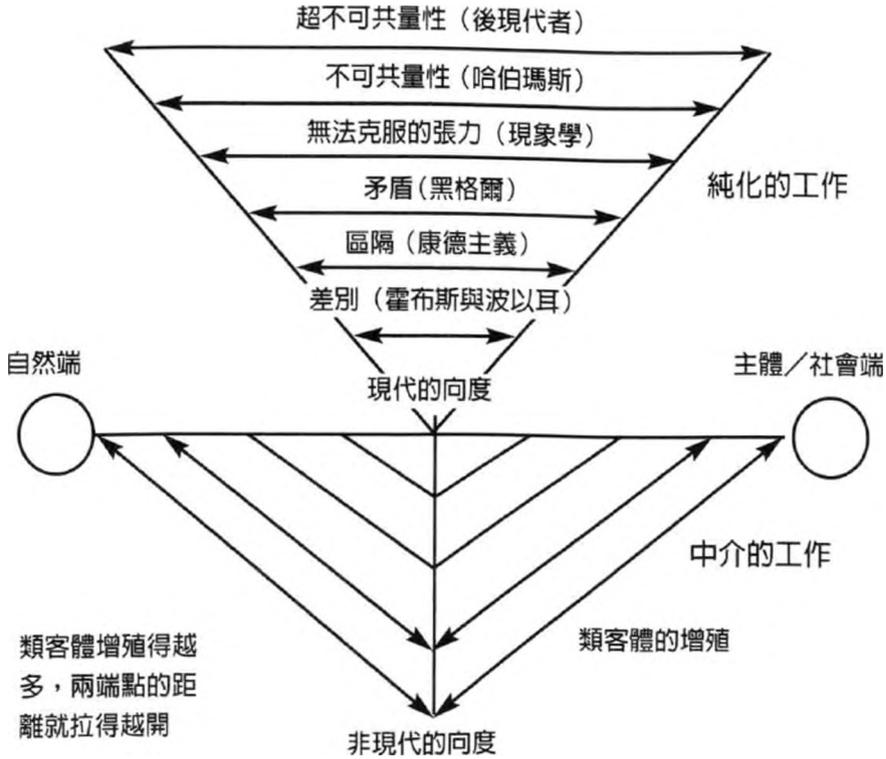 超不可共量性（後現代者）
不可共量性（哈伯瑪斯）
無法克服的張力（現象學）
純化的工作
矛盾（黑格爾）
區隔（康德主義）
差別（霍布斯與波以耳）
自然端
主體／社會端
現代的向度
中介的工作
類客體的增殖
類客體增殖得越
多，兩端點的距
離就拉得越開
非現代的向度